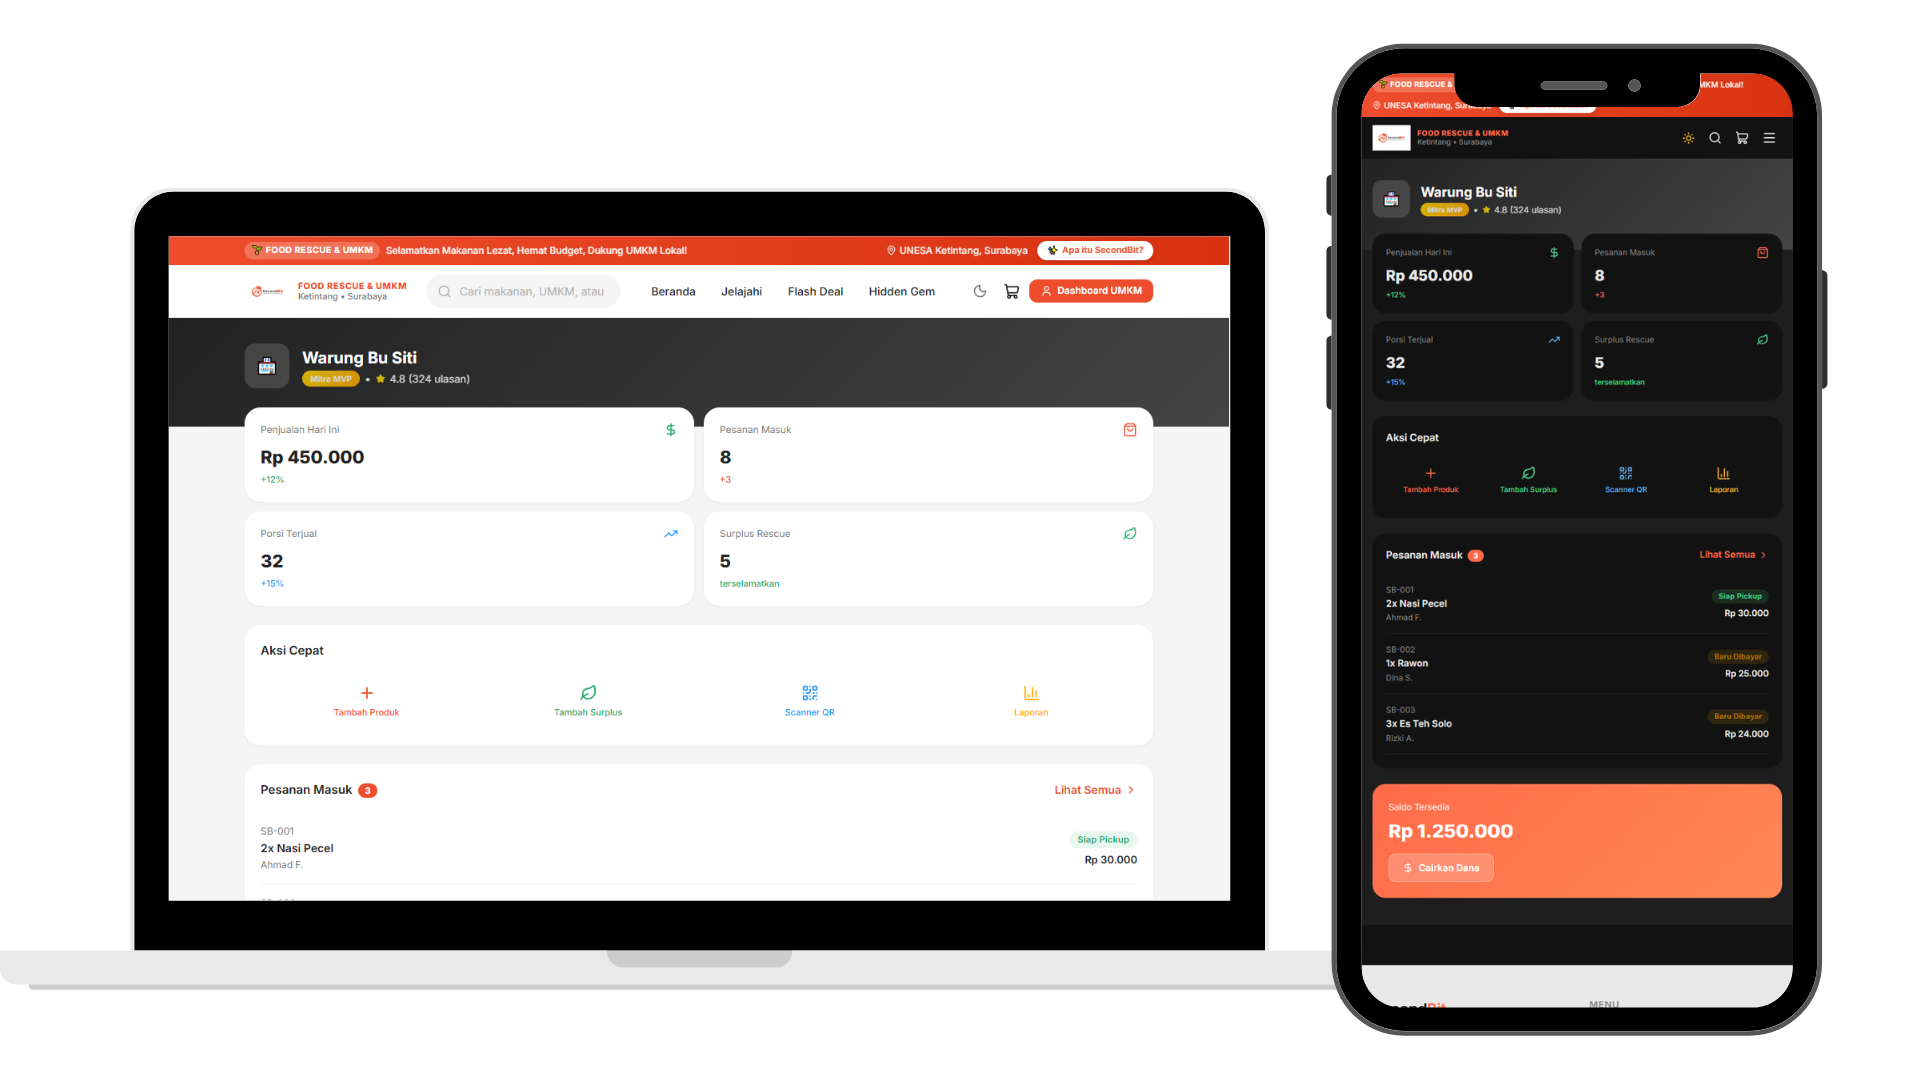 FOOD RESCUE & UMKM Selamatkan Makanan Lezat, Hemat Budget, Dukung UMKM Lokal! UNESA Ketintang, Surabaya Apa itu SecondBit?
SecondBit FOOD RESCUE & UMKM
Ketintang • Surabaya
Cari makanan, UMKM, atau
Beranda Jelajahi Flash Deal Hidden Gem Dashboard UMKM
Warung Bu Siti
Mitra MVP • 4.8 (324 ulasan)
Penjualan Hari Ini
Rp 450.000
+12%
Pesanan Masuk
8
+3
Porsi Terjual
32
+15%
Surplus Rescue
5
terselamatkan
Aksi Cepat
Tambah Produk Tambah Surplus Scanner QR Laporan
Pesanan Masuk 3 Lihat Semua
SB-001
2x Nasi Pecel
Ahmad F.
Siap Pickup
Rp 30.000
FOOD RESCUE & MKM Lokal!
UNESA Ketintang,
FOOD RESCUE & UMKM
Ketintang • Surabaya
Warung Bu Siti
Mitra MVP • 4.8 (324 ulasan)
Penjualan Hari Ini
Rp 450.000
+12%
Pesanan Masuk
8
+3
Porsi Terjual
32
+15%
Surplus Rescue
5
terselamatkan
Aksi Cepat
Tambah Produk Tambah Surplus Scanner QR Laporan
Pesanan Masuk 3 Lihat Semua
SB-001
2x Nasi Pecel
Ahmad F.
Siap Pickup
Rp 30.000
SB-002
1x Rawon
Dina S.
Baru Dibayar
Rp 25.000
SB-003
3x Es Teh Solo
Rizki A.
Baru Dibayar
Rp 24.000
Saldo Tersedia
Rp 1.250.000
Cairkan Dana
MENU